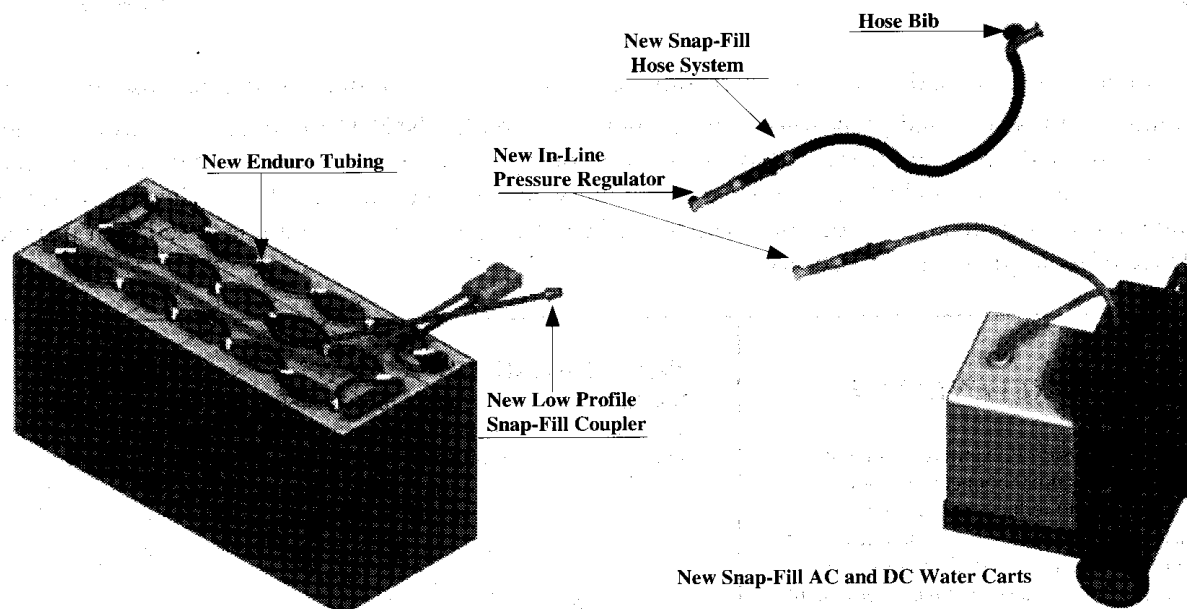 Hose Bib
New Snap-Fill
Hose System
New In-Line
Pressure Regulator
New Enduro Tubing
New Low Profile
Snap-Fill Coupler
New Snap-Fill AC and DC Water Carts